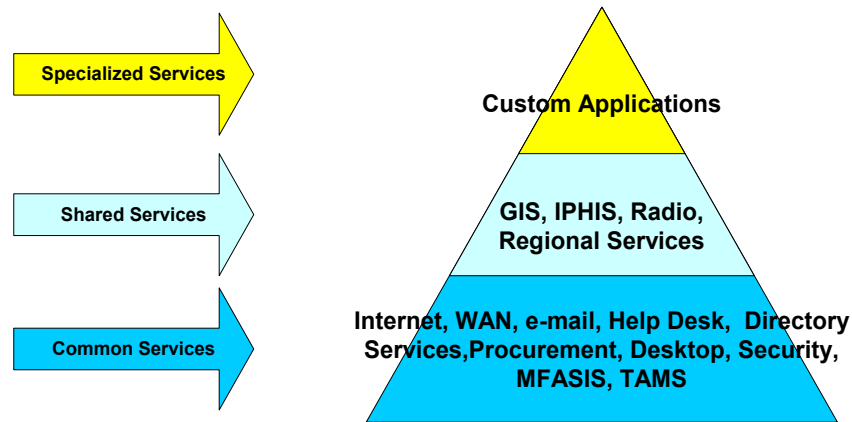 Specialized Services
Custom Applications
Shared Services
GIS, IPHIS, Radio,
Regional Services
Common Services
Internet, WAN, e-mail, Help Desk,  Directory
Services,Procurement, Desktop, Security,
MFASIS, TAMS